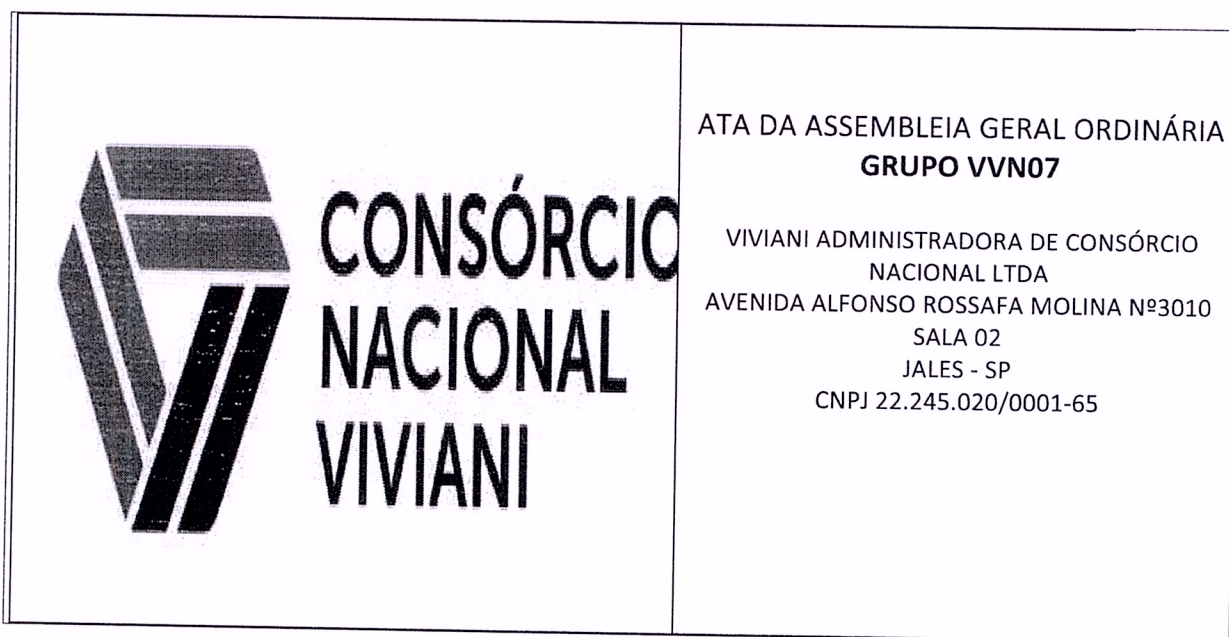 CONSÓRCIO
NACIONAL
VIVIANI
ATA DA ASSEMBLEIA GERAL ORDINÁRIA
GRUPO VVN07
VIVIANI ADMINISTRADORA DE CONSÓRCIO
NACIONAL LTDA
AVENIDA ALFONSO ROSSAFA MOLINA Nº3010
SALA 02
JALES - SP
CNPJ 22.245.020/0001-65